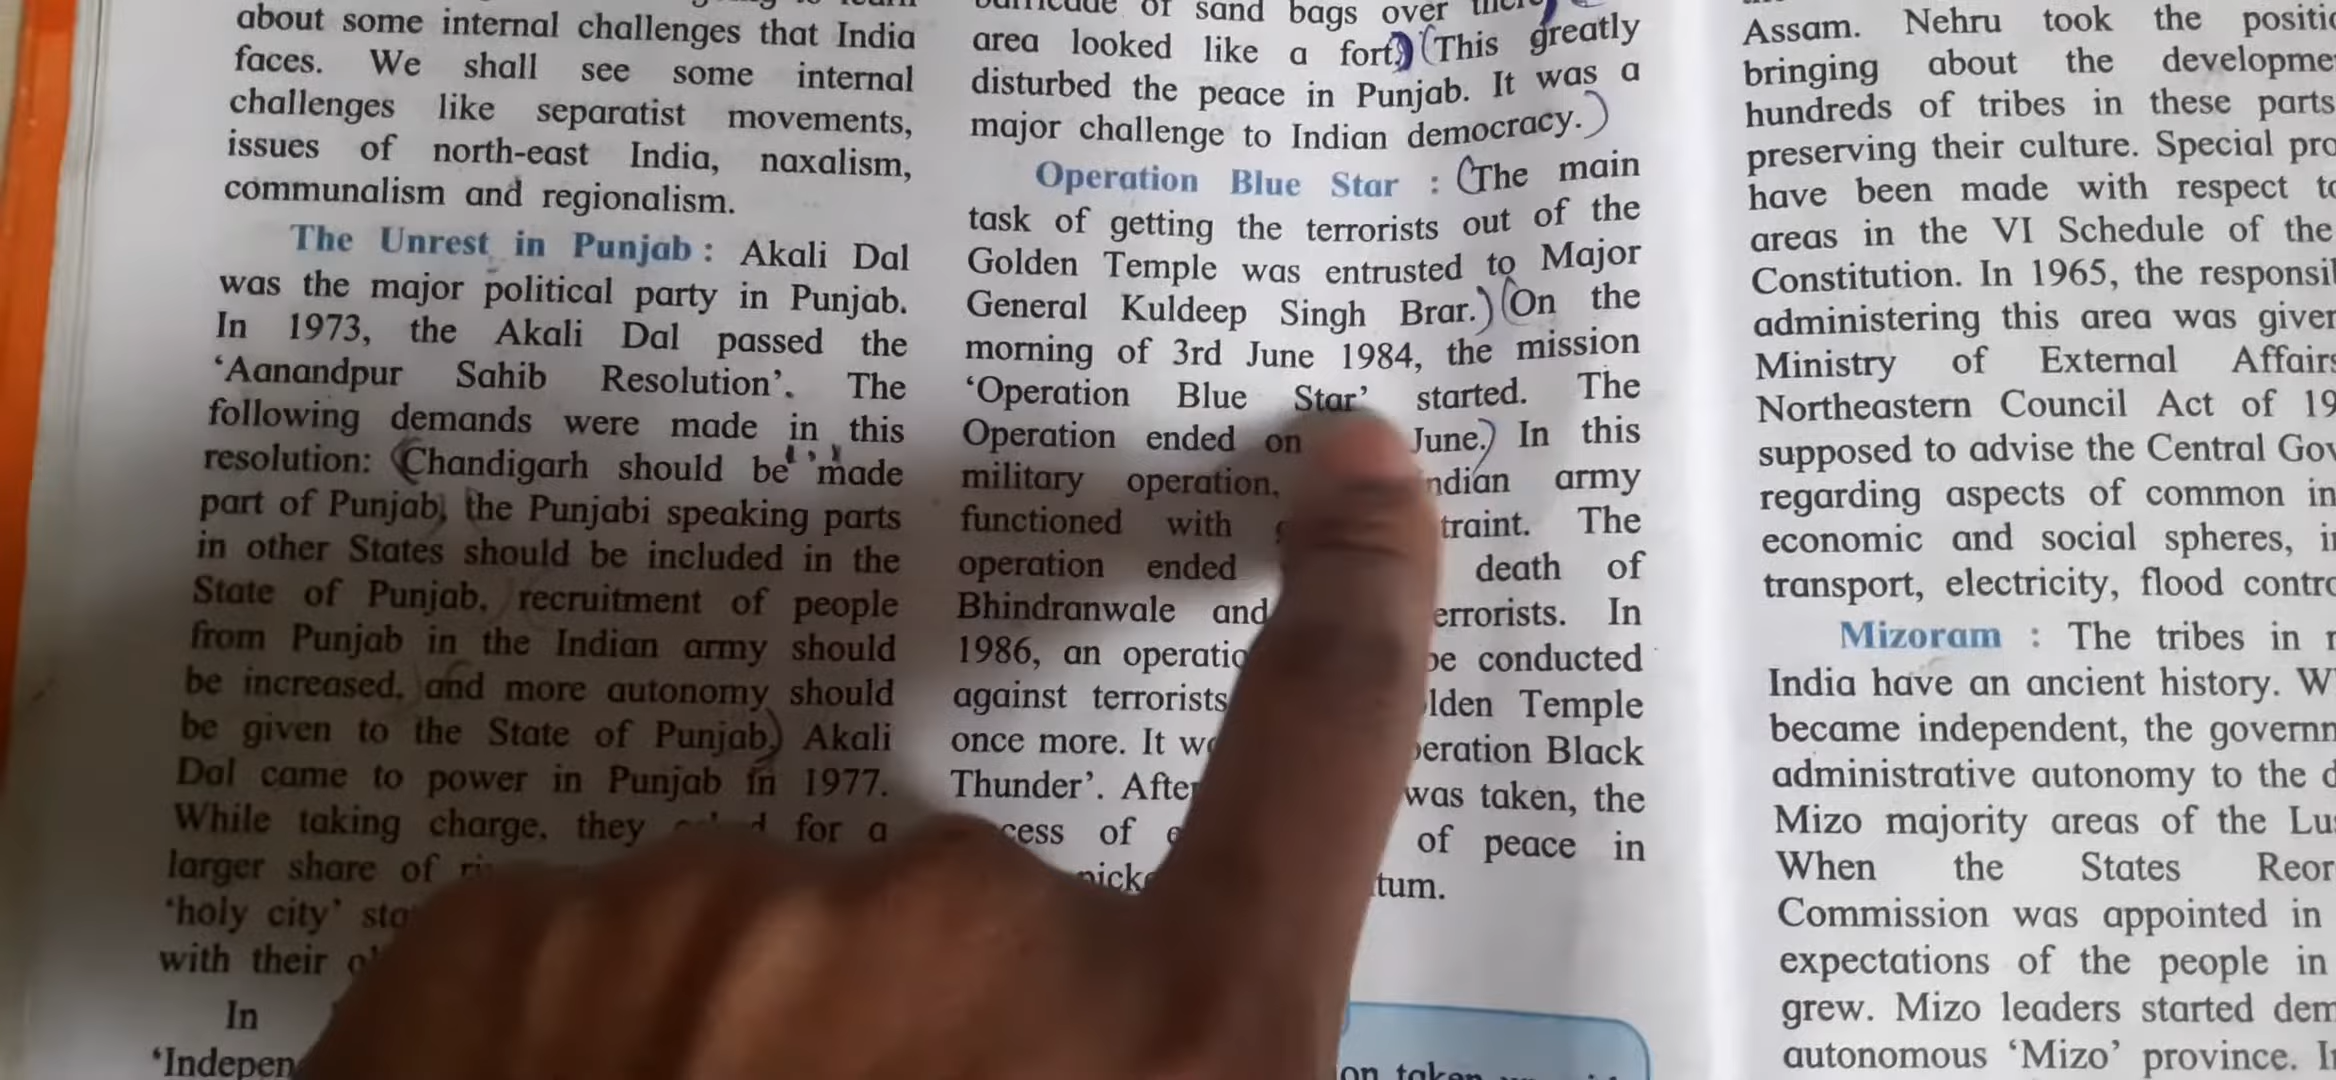 about some internal challenges that India
faces. We shall see some internal
challenges like separatist movements,
issues of north-east India, naxalism,
communalism and regionalism.
The Unrest in Punjab : Akali Dal
was the major political party in Punjab.
In 1973, the Akali Dal passed the
‘Aanandpur Sahib Resolution’. The
following demands were made in this
resolution: (Chandigarh should be made
part of Punjab, the Punjabi speaking parts
in other States should be included in the
State of Punjab, recruitment of people
from Punjab in the Indian army should
be increased, and more autonomy should
be given to the State of Punjab) Akali
Dal came to power in Punjab in 1977.
While taking charge, they for a
larger share of
‘holy city’
with their
In
of sand bags over
area looked like a fort.) (This greatly
disturbed the peace in Punjab. It was a
major challenge to Indian democracy.)
Operation Blue Star : (The main
task of getting the terrorists out of the
Golden Temple was entrusted to Major
General Kuldeep Singh Brar.) (On the
morning of 3rd June 1984, the mission
‘Operation Blue Star’ started. The
Operation ended on June.) In this
military operation, army
functioned with The
operation ended death of
Bhindranwale and In
1986, an conducted
against terrorists Temple
once more. It Black
Thunder’. After was taken, the
of of peace in
Assam. Nehru took the
bringing about the
hundreds of tribes in these parts
preserving their culture. Special
have been made with respect
areas in the VI Schedule of the
Constitution. In 1965, the
administering this area was
Ministry of External
Northeastern Council Act of
supposed to advise the Central
regarding aspects of common
economic and social spheres,
transport, electricity, flood
Mizoram : The tribes in
India have an ancient history.
became independent, the
administrative autonomy to the
Mizo majority areas of the
When the States
Commission was appointed in
expectations of the people in
grew. Mizo leaders started
autonomous ‘Mizo’ province.
on taken